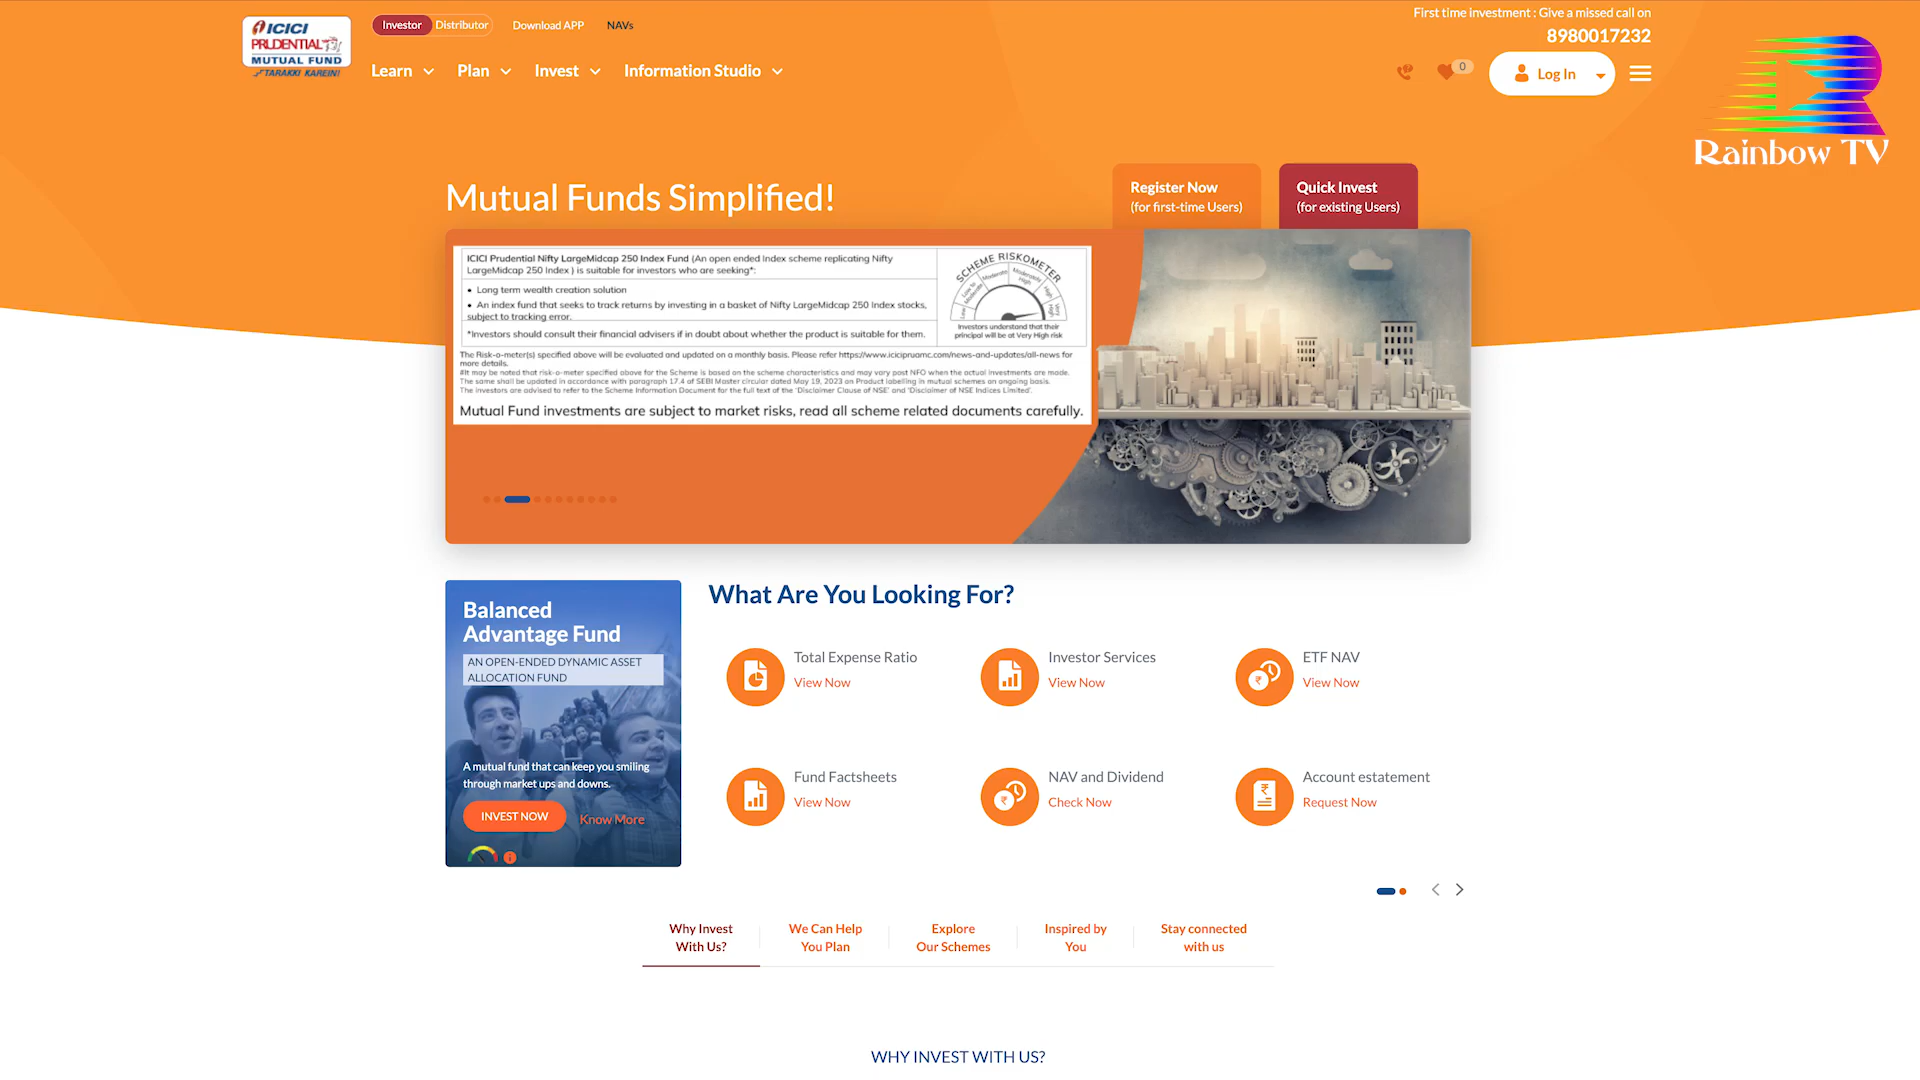 ICICI
PRUDENTIAL
MUTUAL FUND
TARAKKI KAREIN!
Investor
Distributor
Download APP
NAVs
First time investment : Give a missed call on
8980017232
Learn
Plan
Invest
Information Studio
0
Log In
Rainbow TV
Mutual Funds Simplified!
Register Now
(for first-time Users)
Quick Invest
(for existing Users)
ICICI Prudential Nifty LargeMidcap 250 Index Fund (An open ended Index scheme replicating Nifty
LargeMidcap 250 Index ) is suitable for investors who are seeking*:
• Long term wealth creation solution
• An index fund that seeks to track returns by investing in a basket of Nifty LargeMidcap 250 Index stocks,
subject to tracking error.
*Investors should consult their financial advisers if in doubt about whether the product is suitable for them.
SCHEME RISKOMETER
Low
Low to Moderate
Moderate
Moderately High
High
Very High
Investors understand that their
principal will be at Very High risk
The Risk-o-meter(s) specified above will be evaluated and updated on a monthly basis. Please refer https://www.icicipruamc.com/news-and-updates/all-news for
more details.
#It may be noted that risk-o-meter specified above for the Scheme is based on the scheme characteristics and may vary post NFO when the actual investments are made.
The same shall be updated in accordance with paragraph 17.4 of SEBI Master circular dated May 19, 2023 on Product labelling in mutual schemes on ongoing basis.
The investors are advised to refer to the Scheme Information Document for the full text of the 'Disclaimer Clause of NSE' and 'Disclaimer of NSE Indices Limited'.
Mutual Fund investments are subject to market risks, read all scheme related documents carefully.
Balanced
Advantage Fund
AN OPEN-ENDED DYNAMIC ASSET
ALLOCATION FUND
A mutual fund that can keep you smiling
through market ups and downs.
INVEST NOW
Know More
What Are You Looking For?
Total Expense Ratio
View Now
Investor Services
View Now
ETF NAV
View Now
Fund Factsheets
View Now
NAV and Dividend
Check Now
Account estatement
Request Now
Why Invest
With Us?
We Can Help
You Plan
Explore
Our Schemes
Inspired by
You
Stay connected
with us
WHY INVEST WITH US?